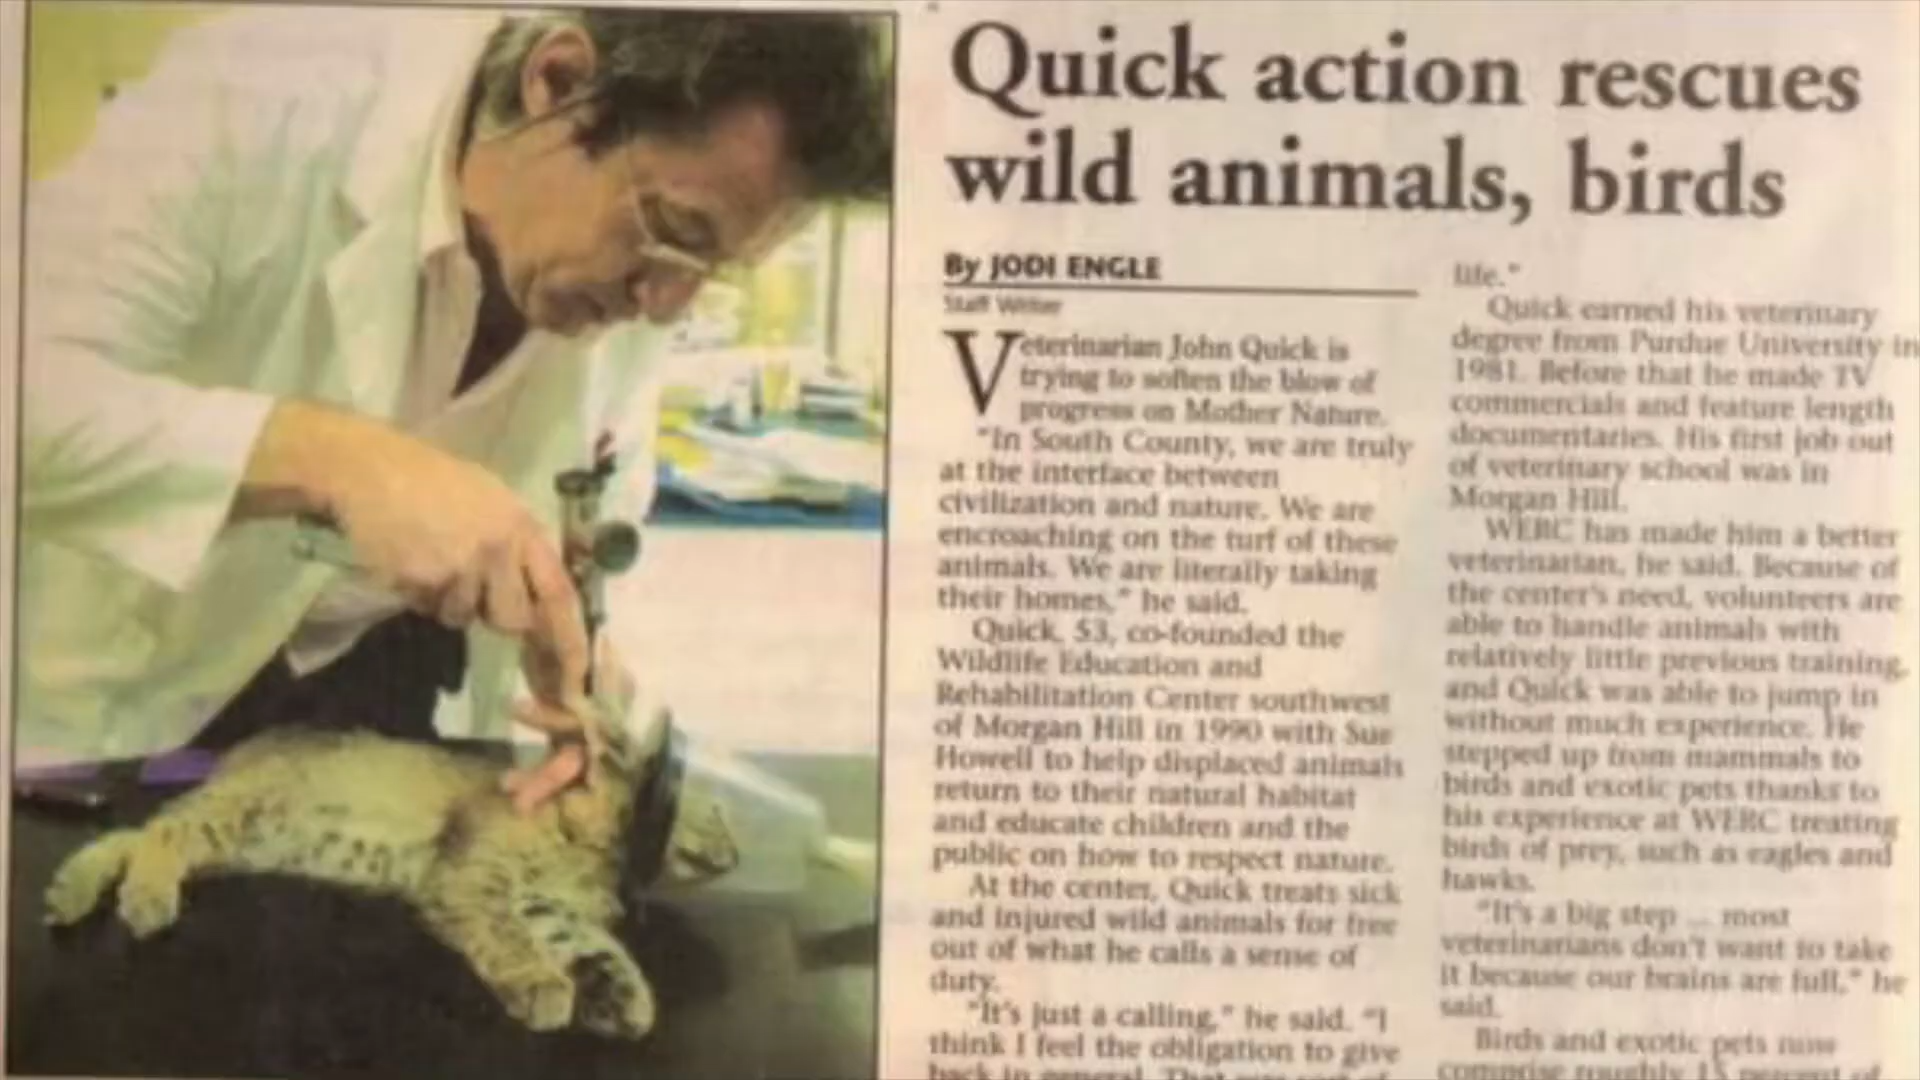 Quick action rescues
wild animals, birds
By JODI ENGLE
Staff Writer
Veterinarian John Quick is
trying to soften the blow of
progress on Mother Nature.
"In South County, we are truly
at the interface between
civilization and nature. We are
encroaching on the turf of these
animals. We are literally taking
their homes," he said.
Quick, 53, co-founded the
Wildlife Education and
Rehabilitation Center southwest
of Morgan Hill in 1990 with Sue
Howell to help displaced animals
return to their natural habitat
and educate children and the
public on how to respect nature.
At the center, Quick treats sick
and injured wild animals for free
out of what he calls a sense of
duty.
"It's just a calling," he said. "I
think I feel the obligation to give
back in general. That
life."
Quick earned his veterinary
degree from Purdue University in
1981. Before that he made TV
commercials and feature length
documentaries. His first job out
of veterinary school was in
Morgan Hill.
WERC has made him a better
veterinarian, he said. Because of
the center's need, volunteers are
able to handle animals with
relatively little previous training,
and Quick was able to jump in
without much experience. He
stepped up from mammals to
birds and exotic pets thanks to
his experience at WERC treating
birds of prey, such as eagles and
hawks.
"It's a big step ... most
veterinarians don't want to take
it because our brains are full," he
said.
Birds and exotic pets now
comprise roughly 15 percent of